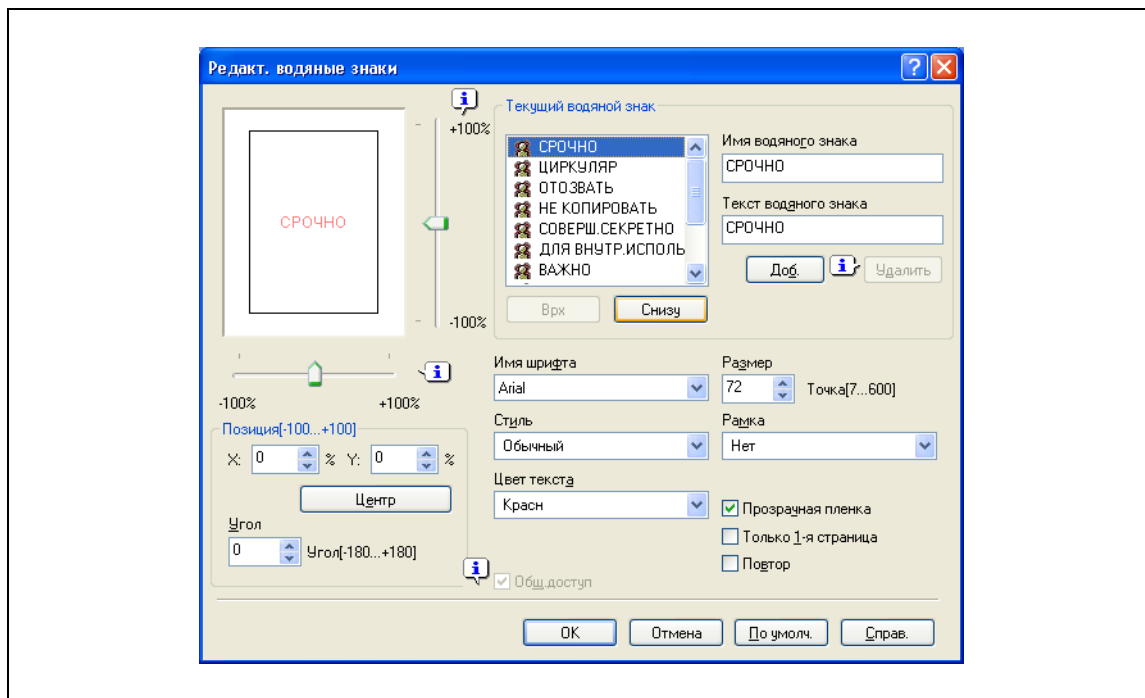 Редакт. водяные знаки
СРОЧНО
+100%
-100%
-100%
+100%
Позиция[-100...+100]
X: 0 % Y: 0 %
Центр
Угол
0 Угол[-180...+180]
Текущий водяной знак
СРОЧНО
ЦИРКУЛЯР
ОТОЗВАТЬ
НЕ КОПИРОВАТЬ
СОВЕРШ.СЕКРЕТНО
ДЛЯ ВНУТР.ИСПОЛЬ
ВАЖНО
Врх
Снизу
Имя водяного знака
СРОЧНО
Текст водяного знака
СРОЧНО
Доб.
Удалить
Имя шрифта
Arial
Размер
72 Точка[7...600]
Стиль
Обычный
Рамка
Нет
Цвет текста
Красн
Прозрачная пленка
Только 1-я страница
Повтор
Общ.доступ
OK
Отмена
По умолч.
Справ.